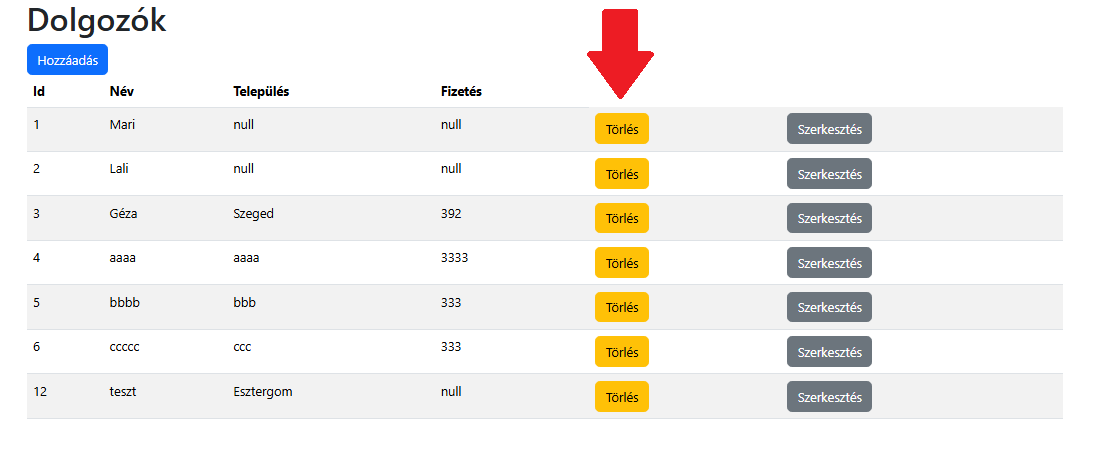 Dolgozók
Hozzáadás
Id Név Település Fizetés
1 Mari null null Törlés Szerkesztés
2 Lali null null Törlés Szerkesztés
3 Géza Szeged 392 Törlés Szerkesztés
4 aaaa aaaa 3333 Törlés Szerkesztés
5 bbbb bbb 333 Törlés Szerkesztés
6 ccccc ccc 333 Törlés Szerkesztés
12 teszt Esztergom null Törlés Szerkesztés